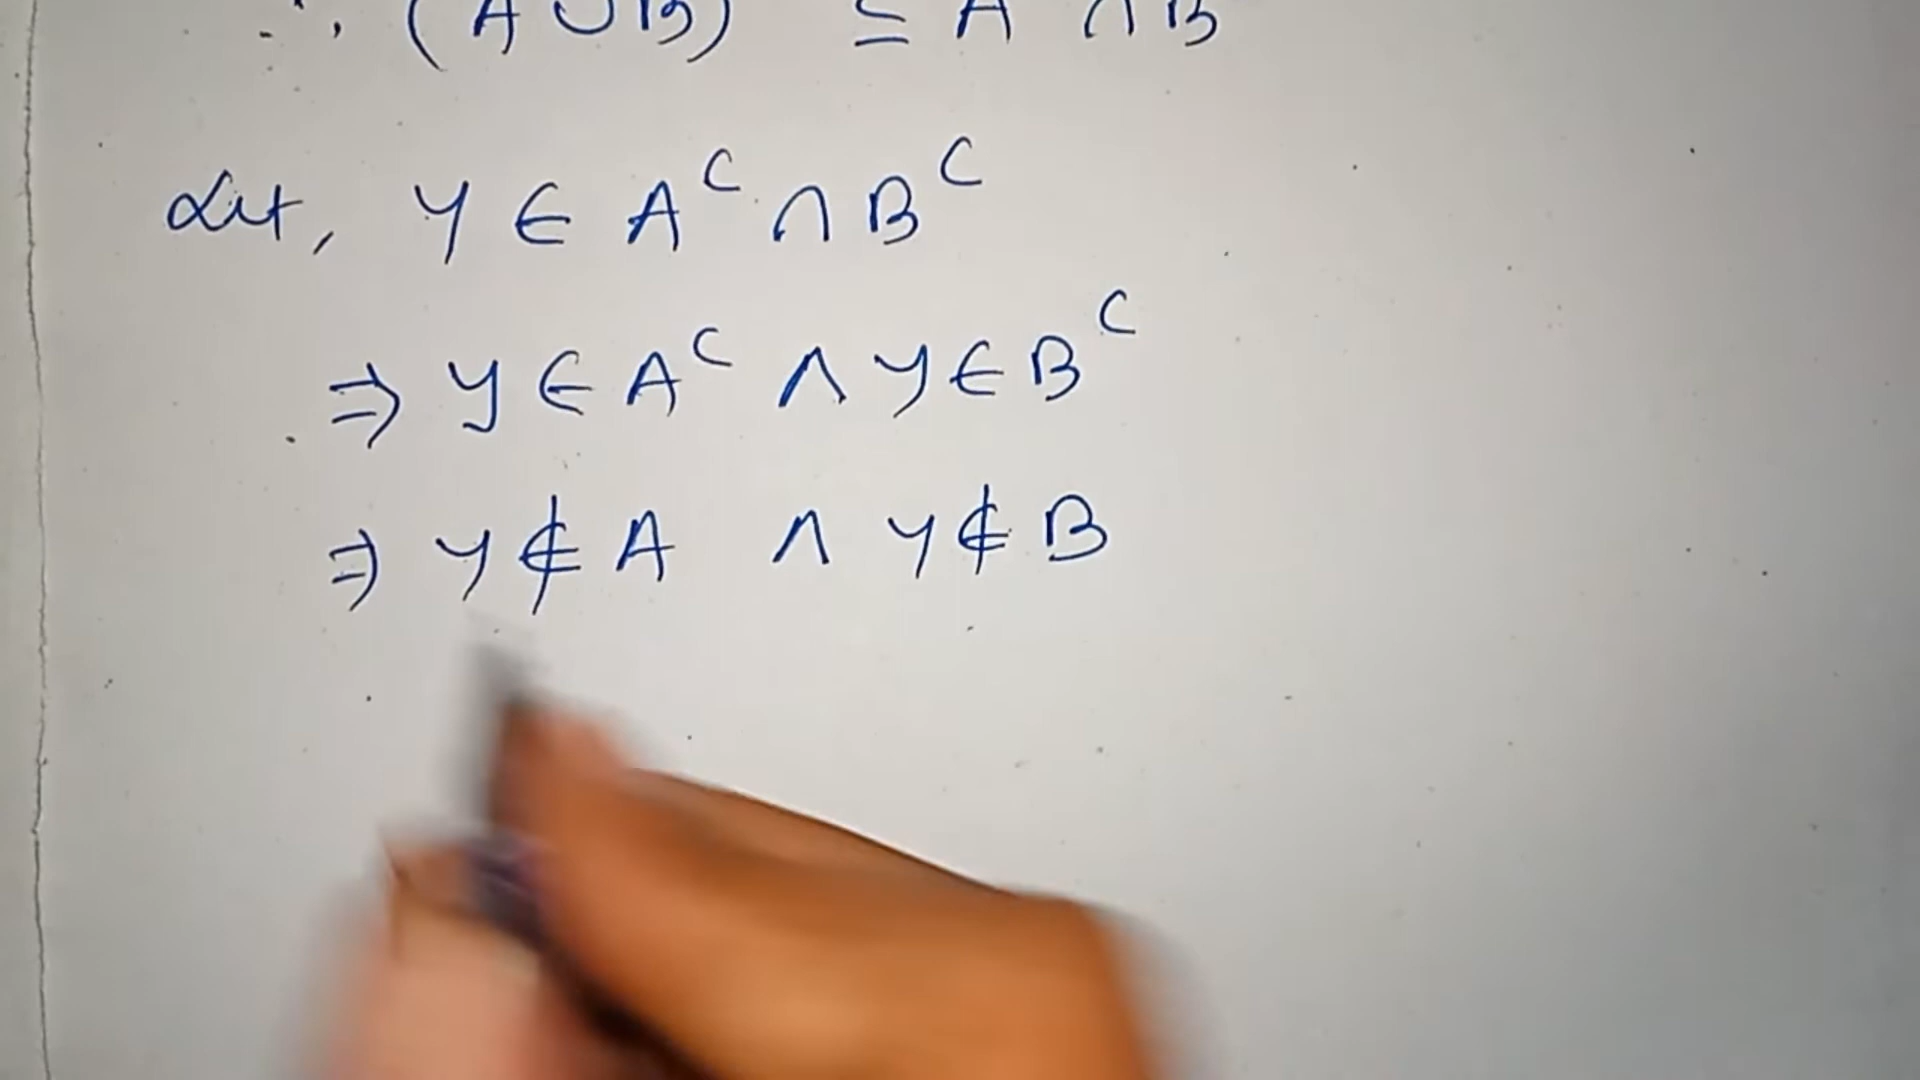 ∴ (A ∪ B) ⊆ A ∩ B
Let, y ∈ Aᶜ ∩ Bᶜ
⇒ y ∈ Aᶜ ∧ y ∈ Bᶜ
⇒ y ∉ A ∧ y ∉ B